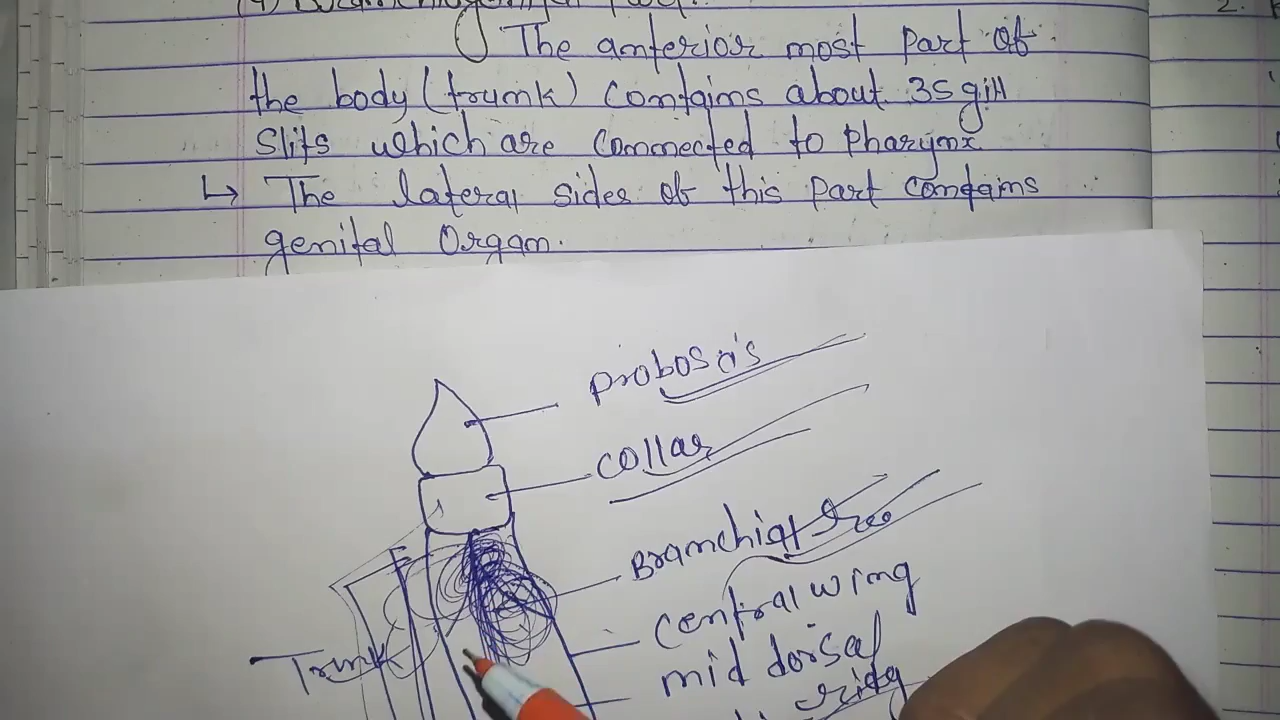 The anterior most part of
the body (trunk) contains about 35 gill
slits which are connected to pharynx
↳ The lateral sides of this part contains
genital organ.
proboscis
collar
Branchial
central wing
mid dorsal
Trunk
2.